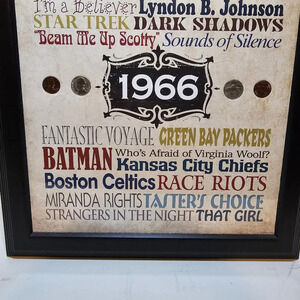 I'm a Believer Lyndon B. Johnson
STAR TREK DARK SHADOWS
"Beam Me Up Scotty" Sounds of Silence
1966
FANTASTIC VOYAGE GREEN BAY PACKERS
BATMAN Who's Afraid of Virginia Woolf?
Kansas City Chiefs
Boston Celtics RACE RIOTS
MIRANDA RIGHTS TASTER'S CHOICE
STRANGERS IN THE NIGHT THAT GIRL